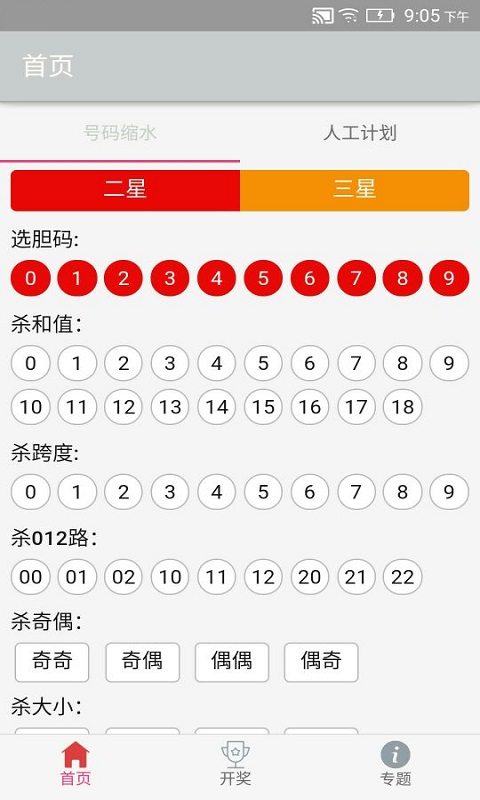 9:05 下午
首页
号码缩水 人工计划
二星 三星
选胆码:
0 1 2 3 4 5 6 7 8 9
杀和值:
0 1 2 3 4 5 6 7 8 9
10 11 12 13 14 15 16 17 18
杀跨度:
0 1 2 3 4 5 6 7 8 9
杀012路:
00 01 02 10 11 12 20 21 22
杀奇偶:
奇奇 奇偶 偶偶 偶奇
杀大小:
首页 开奖 专题